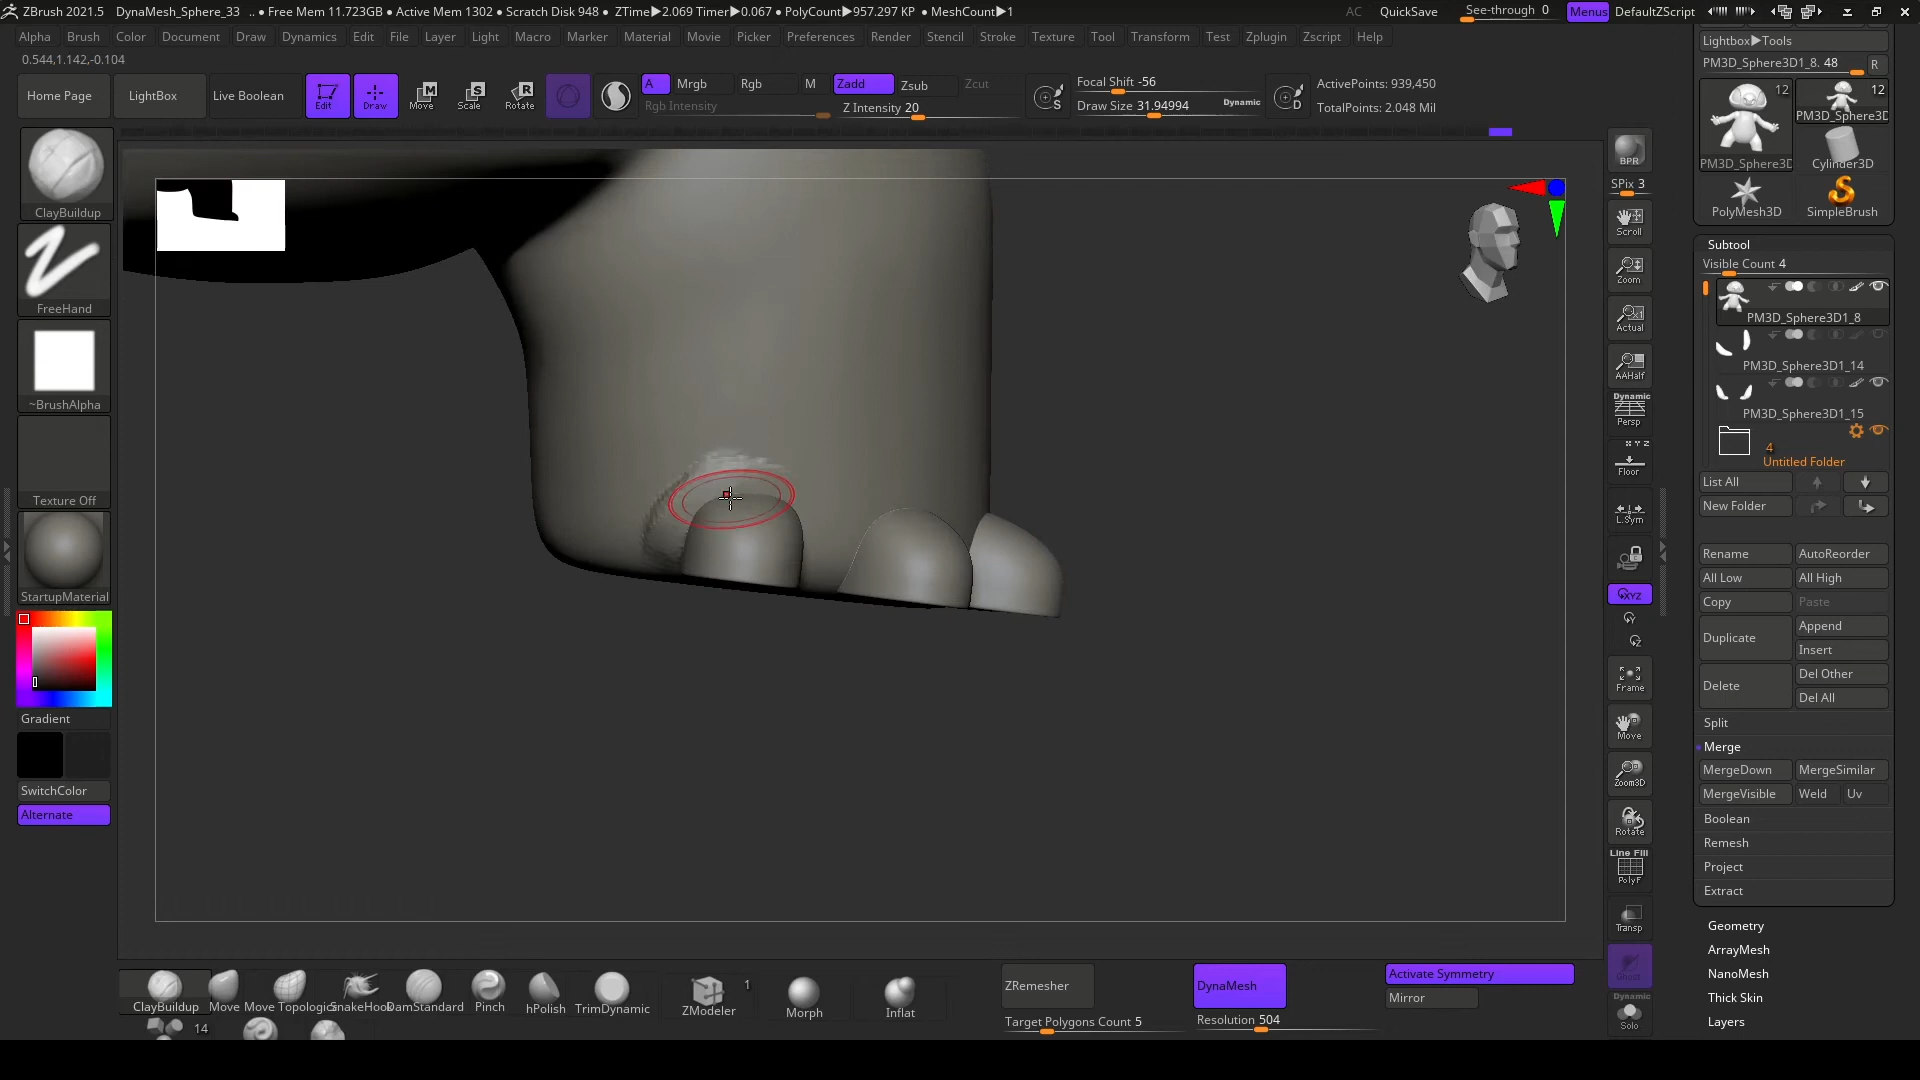 ZBrush 2021.5 DynaMesh_Sphere_33 .. • Free Mem 11.723GB • Active Mem 1302 • Scratch Disk 948 • ZTime▶2.069 Timer▶0.067 • PolyCount▶957.297 KP • MeshCount▶1 AC QuickSave See-through 0 Menus DefaultZScript
Alpha Brush Color Document Draw Dynamics Edit File Layer Light Macro Marker Material Movie Picker Preferences Render Stencil Stroke Texture Tool Transform Test Zplugin Zscript Help
0.544,1.142,-0.104
Home Page LightBox Live Boolean Edit Draw Move Scale Rotate
A Mrgb Rgb M Zadd Zsub Zcut
Rgb Intensity Z Intensity 20
Focal Shift -56
Draw Size 31.94994 Dynamic
S D
ActivePoints: 939,450
TotalPoints: 2.048 Mil
ClayBuildup
FreeHand
~BrushAlpha
Texture Off
StartupMaterial
Gradient
SwitchColor
Alternate
BPR
SPix 3
Scroll
Zoom
Actual
AAHalf
Dynamic
Persp
X Y Z
Floor
L.Sym
XYZ
Y
Z
Frame
Move
Zoom3D
Rotate
Line Fill
PolyF
Transp
Ghost
Dynamic
Solo
Lightbox▶Tools
PM3D_Sphere3D1_8. 48 R
12 12
PM3D_Sphere3D
PM3D_Sphere3D Cylinder3D
PolyMesh3D SimpleBrush
Subtool
Visible Count 4
PM3D_Sphere3D1_8
PM3D_Sphere3D1_14
PM3D_Sphere3D1_15
4
Untitled Folder
List All
New Folder
Rename AutoReorder
All Low All High
Copy Paste
Duplicate Append
Insert
Delete Del Other
Del All
Split
Merge
MergeDown MergeSimilar
MergeVisible Weld Uv
Boolean
Remesh
Project
Extract
Geometry
ArrayMesh
NanoMesh
Thick Skin
Layers
ClayBuildup Move Move Topologic SnakeHook DamStandard Pinch hPolish TrimDynamic ZModeler 1 Morph Inflat
14
ZRemesher
Target Polygons Count 5
DynaMesh
Resolution 504
Activate Symmetry
Mirror